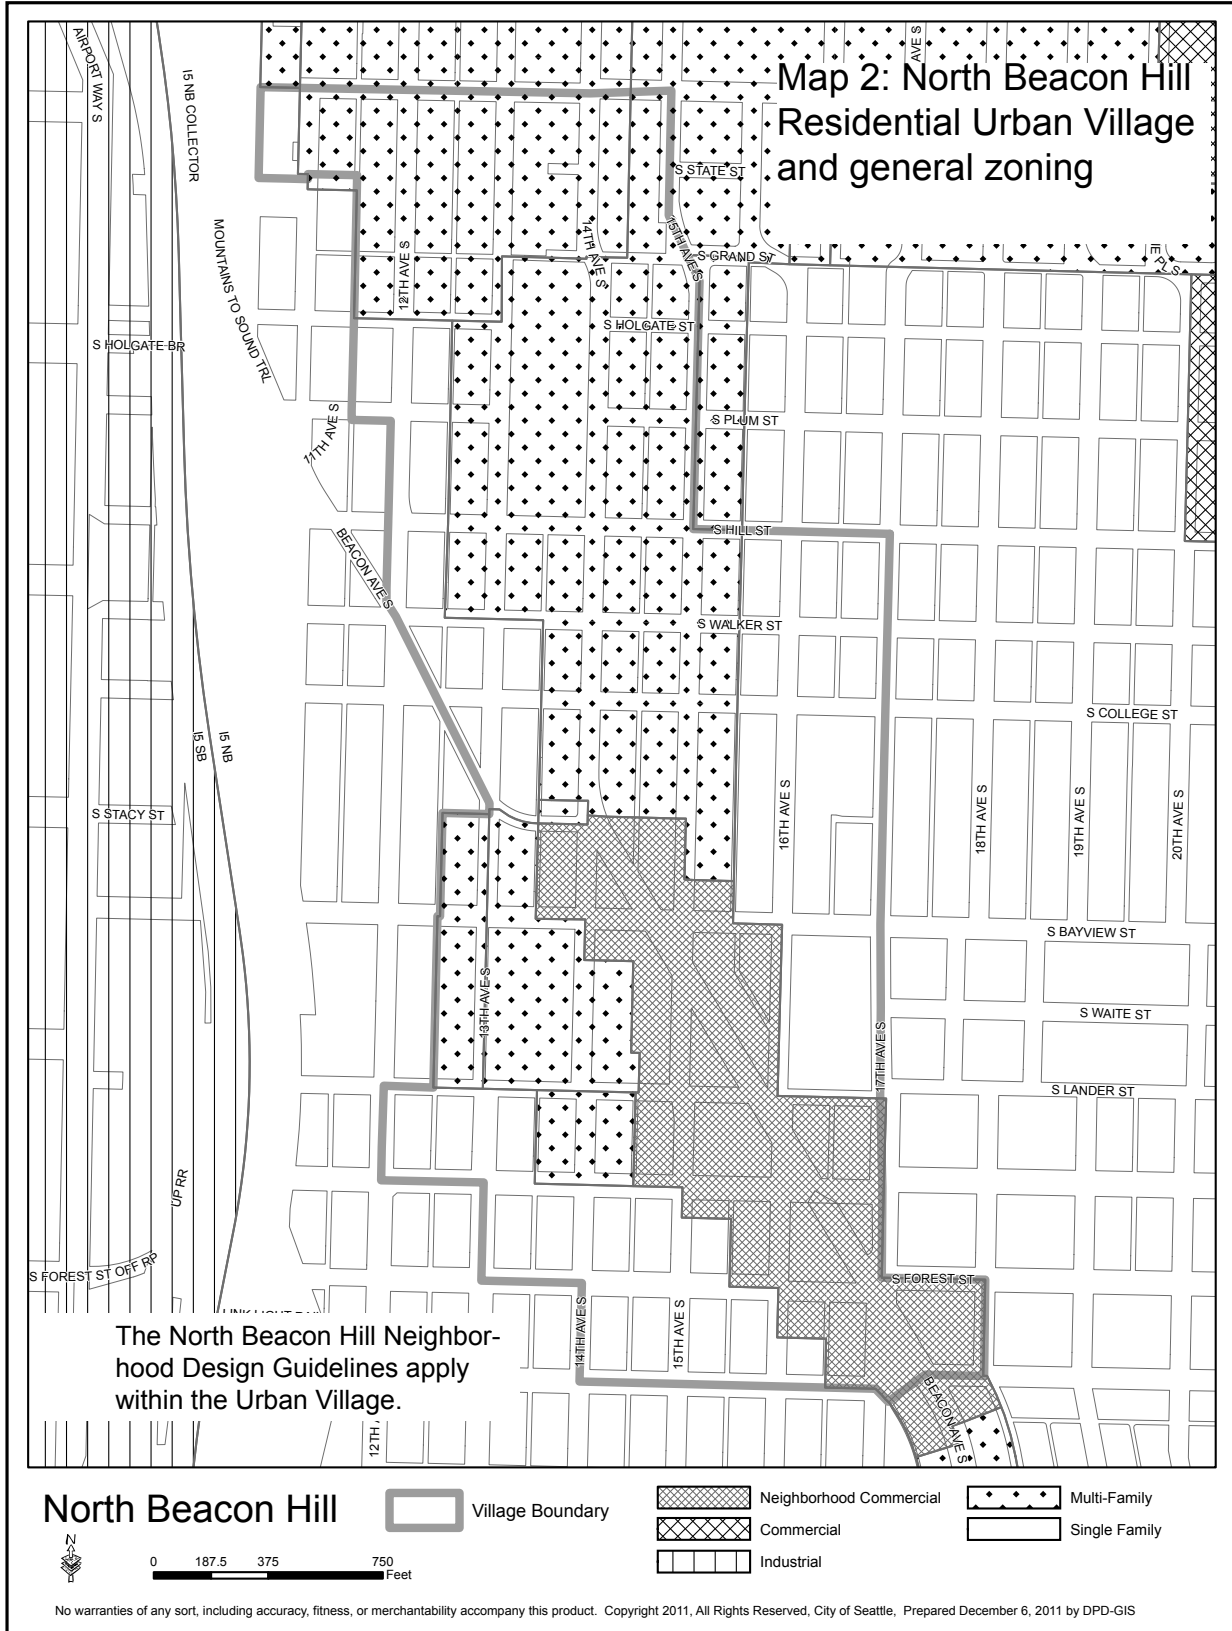 AIRPORT WAY S
I5 NB COLLECTOR
AVE S
Map 2: North Beacon Hill
Residential Urban Village
and general zoning
S STATE ST
MOUNTAINS TO SOUND TRL
12TH AVE S
14TH AVE S
15TH AVE S
S GRAND ST
E PL S
S HOLGATE ST
S HOLGATE BR
11TH AVE S
S PLUM ST
S HILL ST
BEACON AVE S
S WALKER ST
S COLLEGE ST
I5 SB
I5 NB
S STACY ST
16TH AVE S
18TH AVE S
19TH AVE S
20TH AVE S
S BAYVIEW ST
13TH AVE S
S WAITE ST
17TH AVE S
S LANDER ST
UP RR
S FOREST ST OFF RP
S FOREST ST
14TH AVE S
15TH AVE S
The North Beacon Hill Neighbor-
hood Design Guidelines apply
within the Urban Village.
BEACON AVE S
12TH A
North Beacon Hill
Village Boundary
Neighborhood Commercial
Multi-Family
Commercial
Single Family
Industrial
N
0 187.5 375 750
Feet
No warranties of any sort, including accuracy, fitness, or merchantability accompany this product. Copyright 2011, All Rights Reserved, City of Seattle, Prepared December 6, 2011 by DPD-GIS